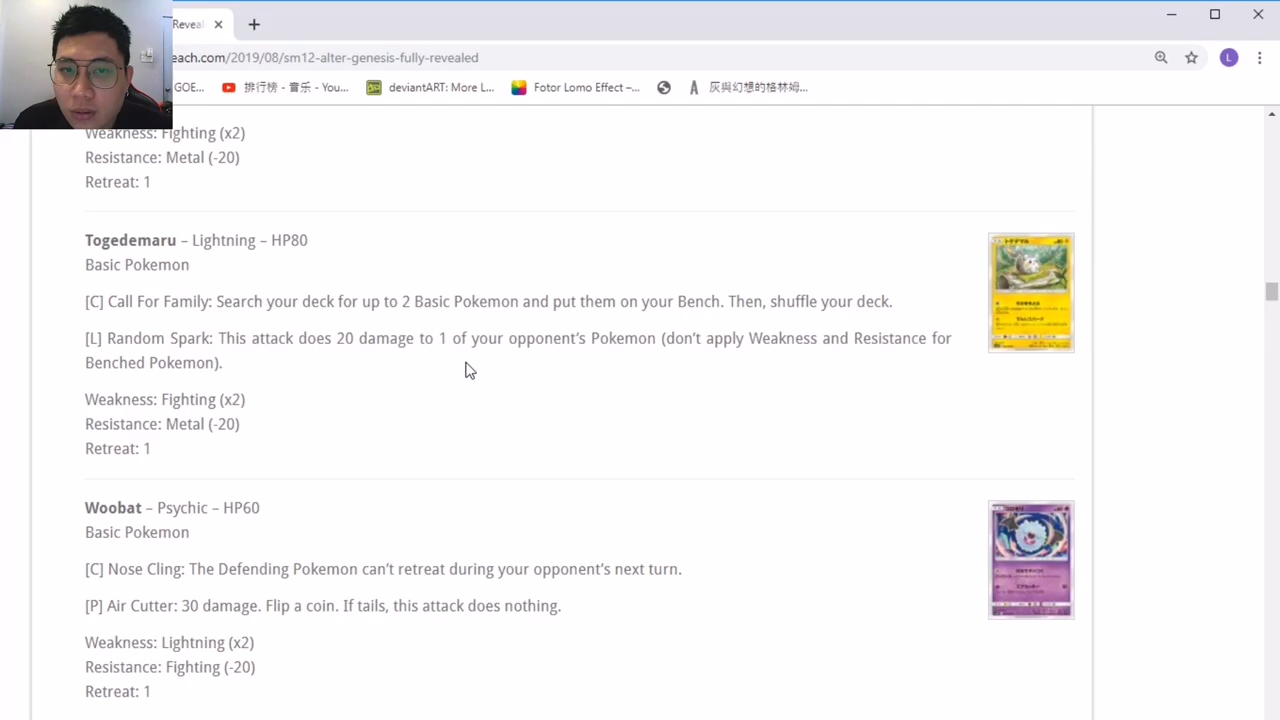 Reveal
each.com/2019/08/sm12-alter-genesis-fully-revealed
L
GOE...
排行榜 - 音乐 - You...
deviantART: More L...
Fotor Lomo Effect –...
灰與幻想的格林姆...
Weakness: Fighting (x2)
Resistance: Metal (-20)
Retreat: 1
Togedemaru – Lightning – HP80
Basic Pokemon
[C] Call For Family: Search your deck for up to 2 Basic Pokemon and put them on your Bench. Then, shuffle your deck.
[L] Random Spark: This attack does 20 damage to 1 of your opponent's Pokemon (don't apply Weakness and Resistance for
Benched Pokemon).
Weakness: Fighting (x2)
Resistance: Metal (-20)
Retreat: 1
Woobat – Psychic – HP60
Basic Pokemon
[C] Nose Cling: The Defending Pokemon can't retreat during your opponent's next turn.
[P] Air Cutter: 30 damage. Flip a coin. If tails, this attack does nothing.
Weakness: Lightning (x2)
Resistance: Fighting (-20)
Retreat: 1